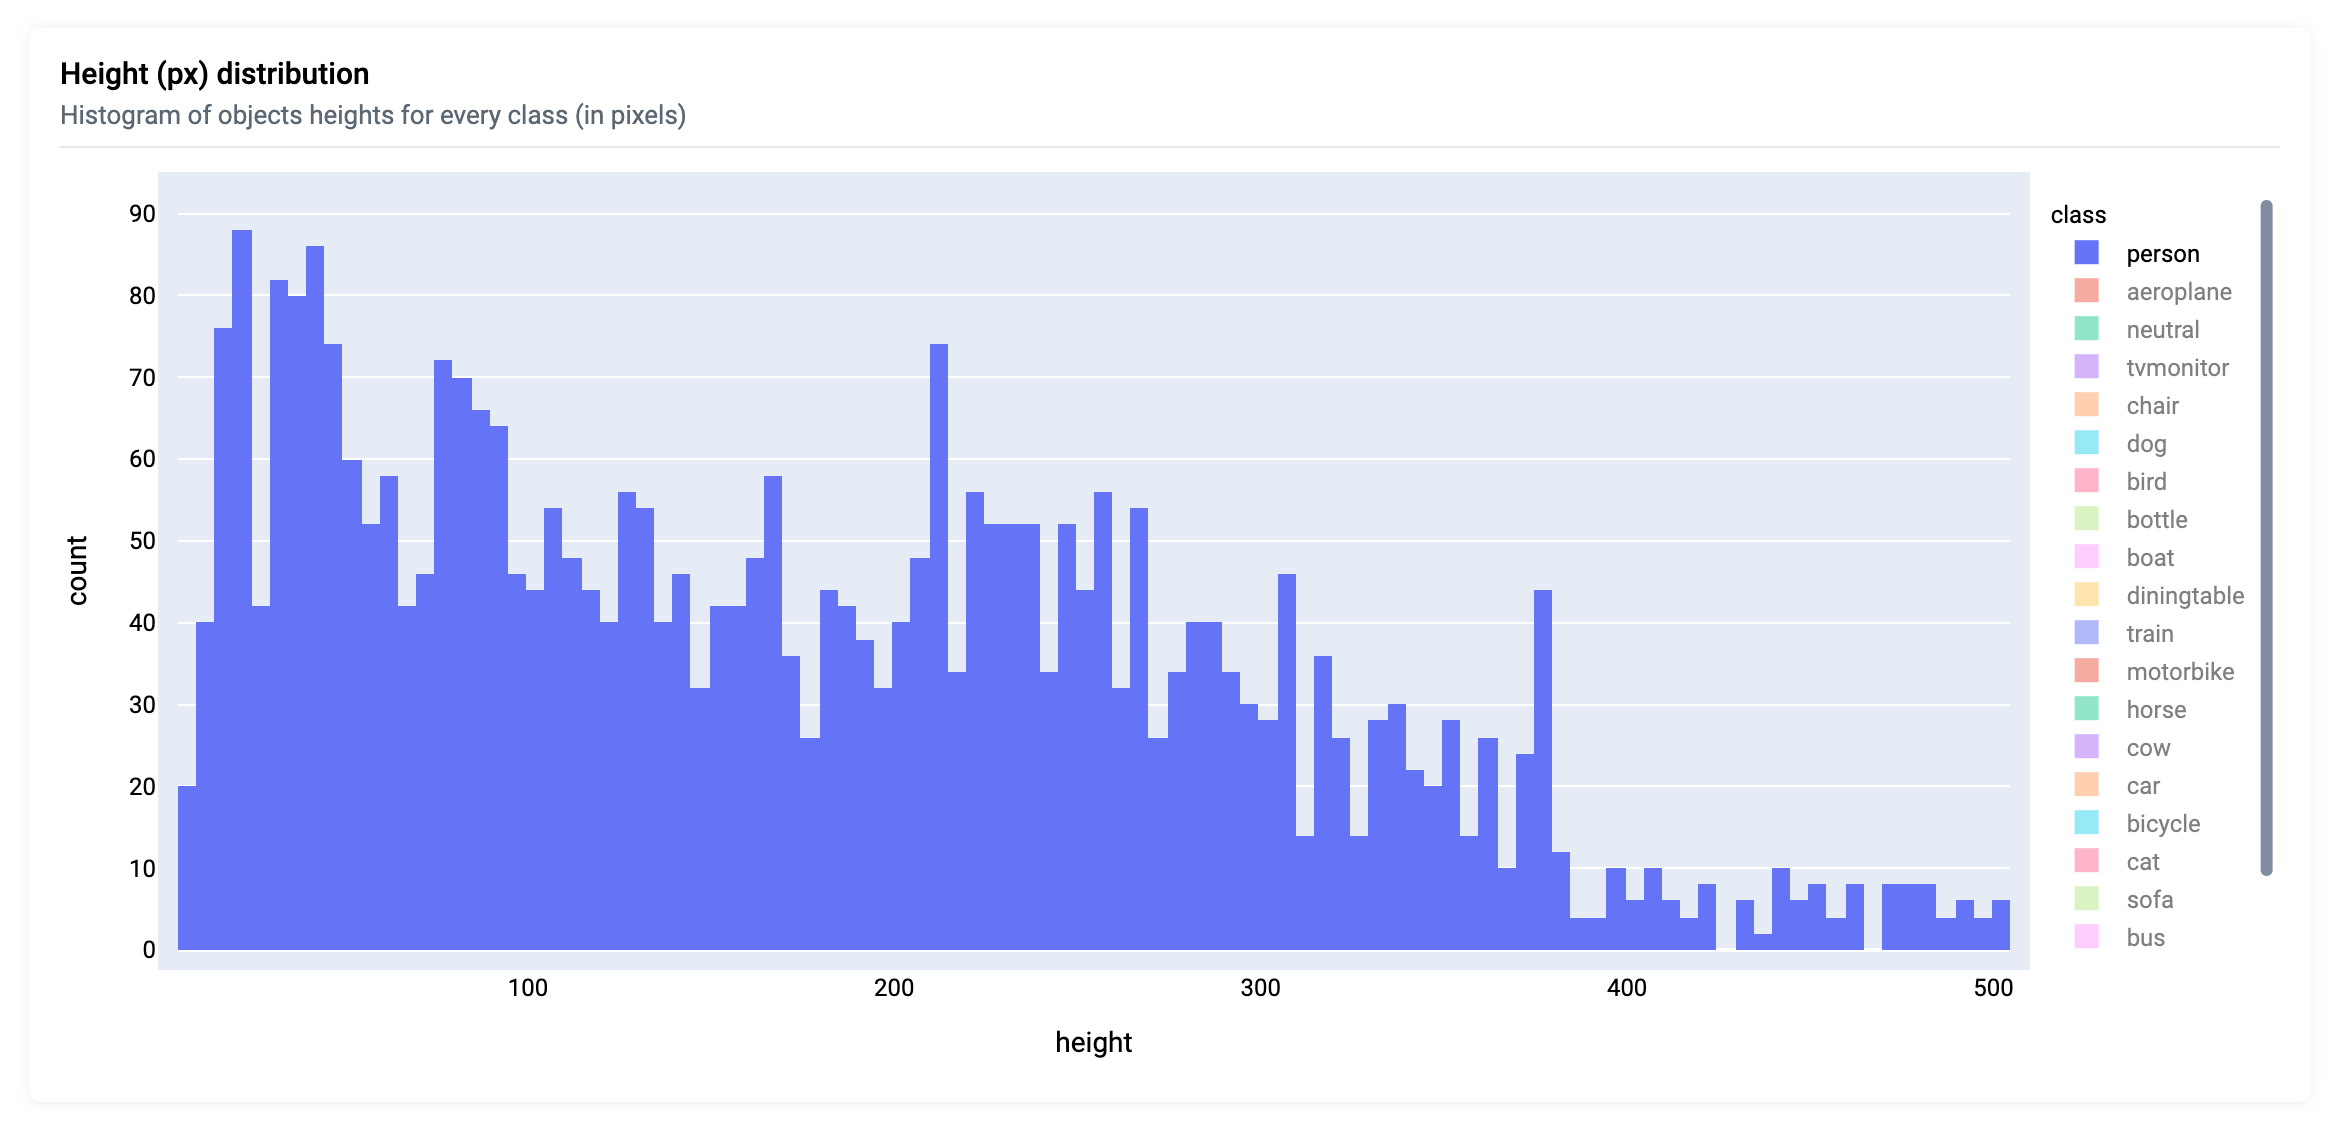 Height (px) distribution
Histogram of objects heights for every class (in pixels)
90
80
70
60
50
40
30
20
10
0
count
100
200
300
400
500
height
class
person
aeroplane
neutral
tvmonitor
chair
dog
bird
bottle
boat
diningtable
train
motorbike
horse
cow
car
bicycle
cat
sofa
bus